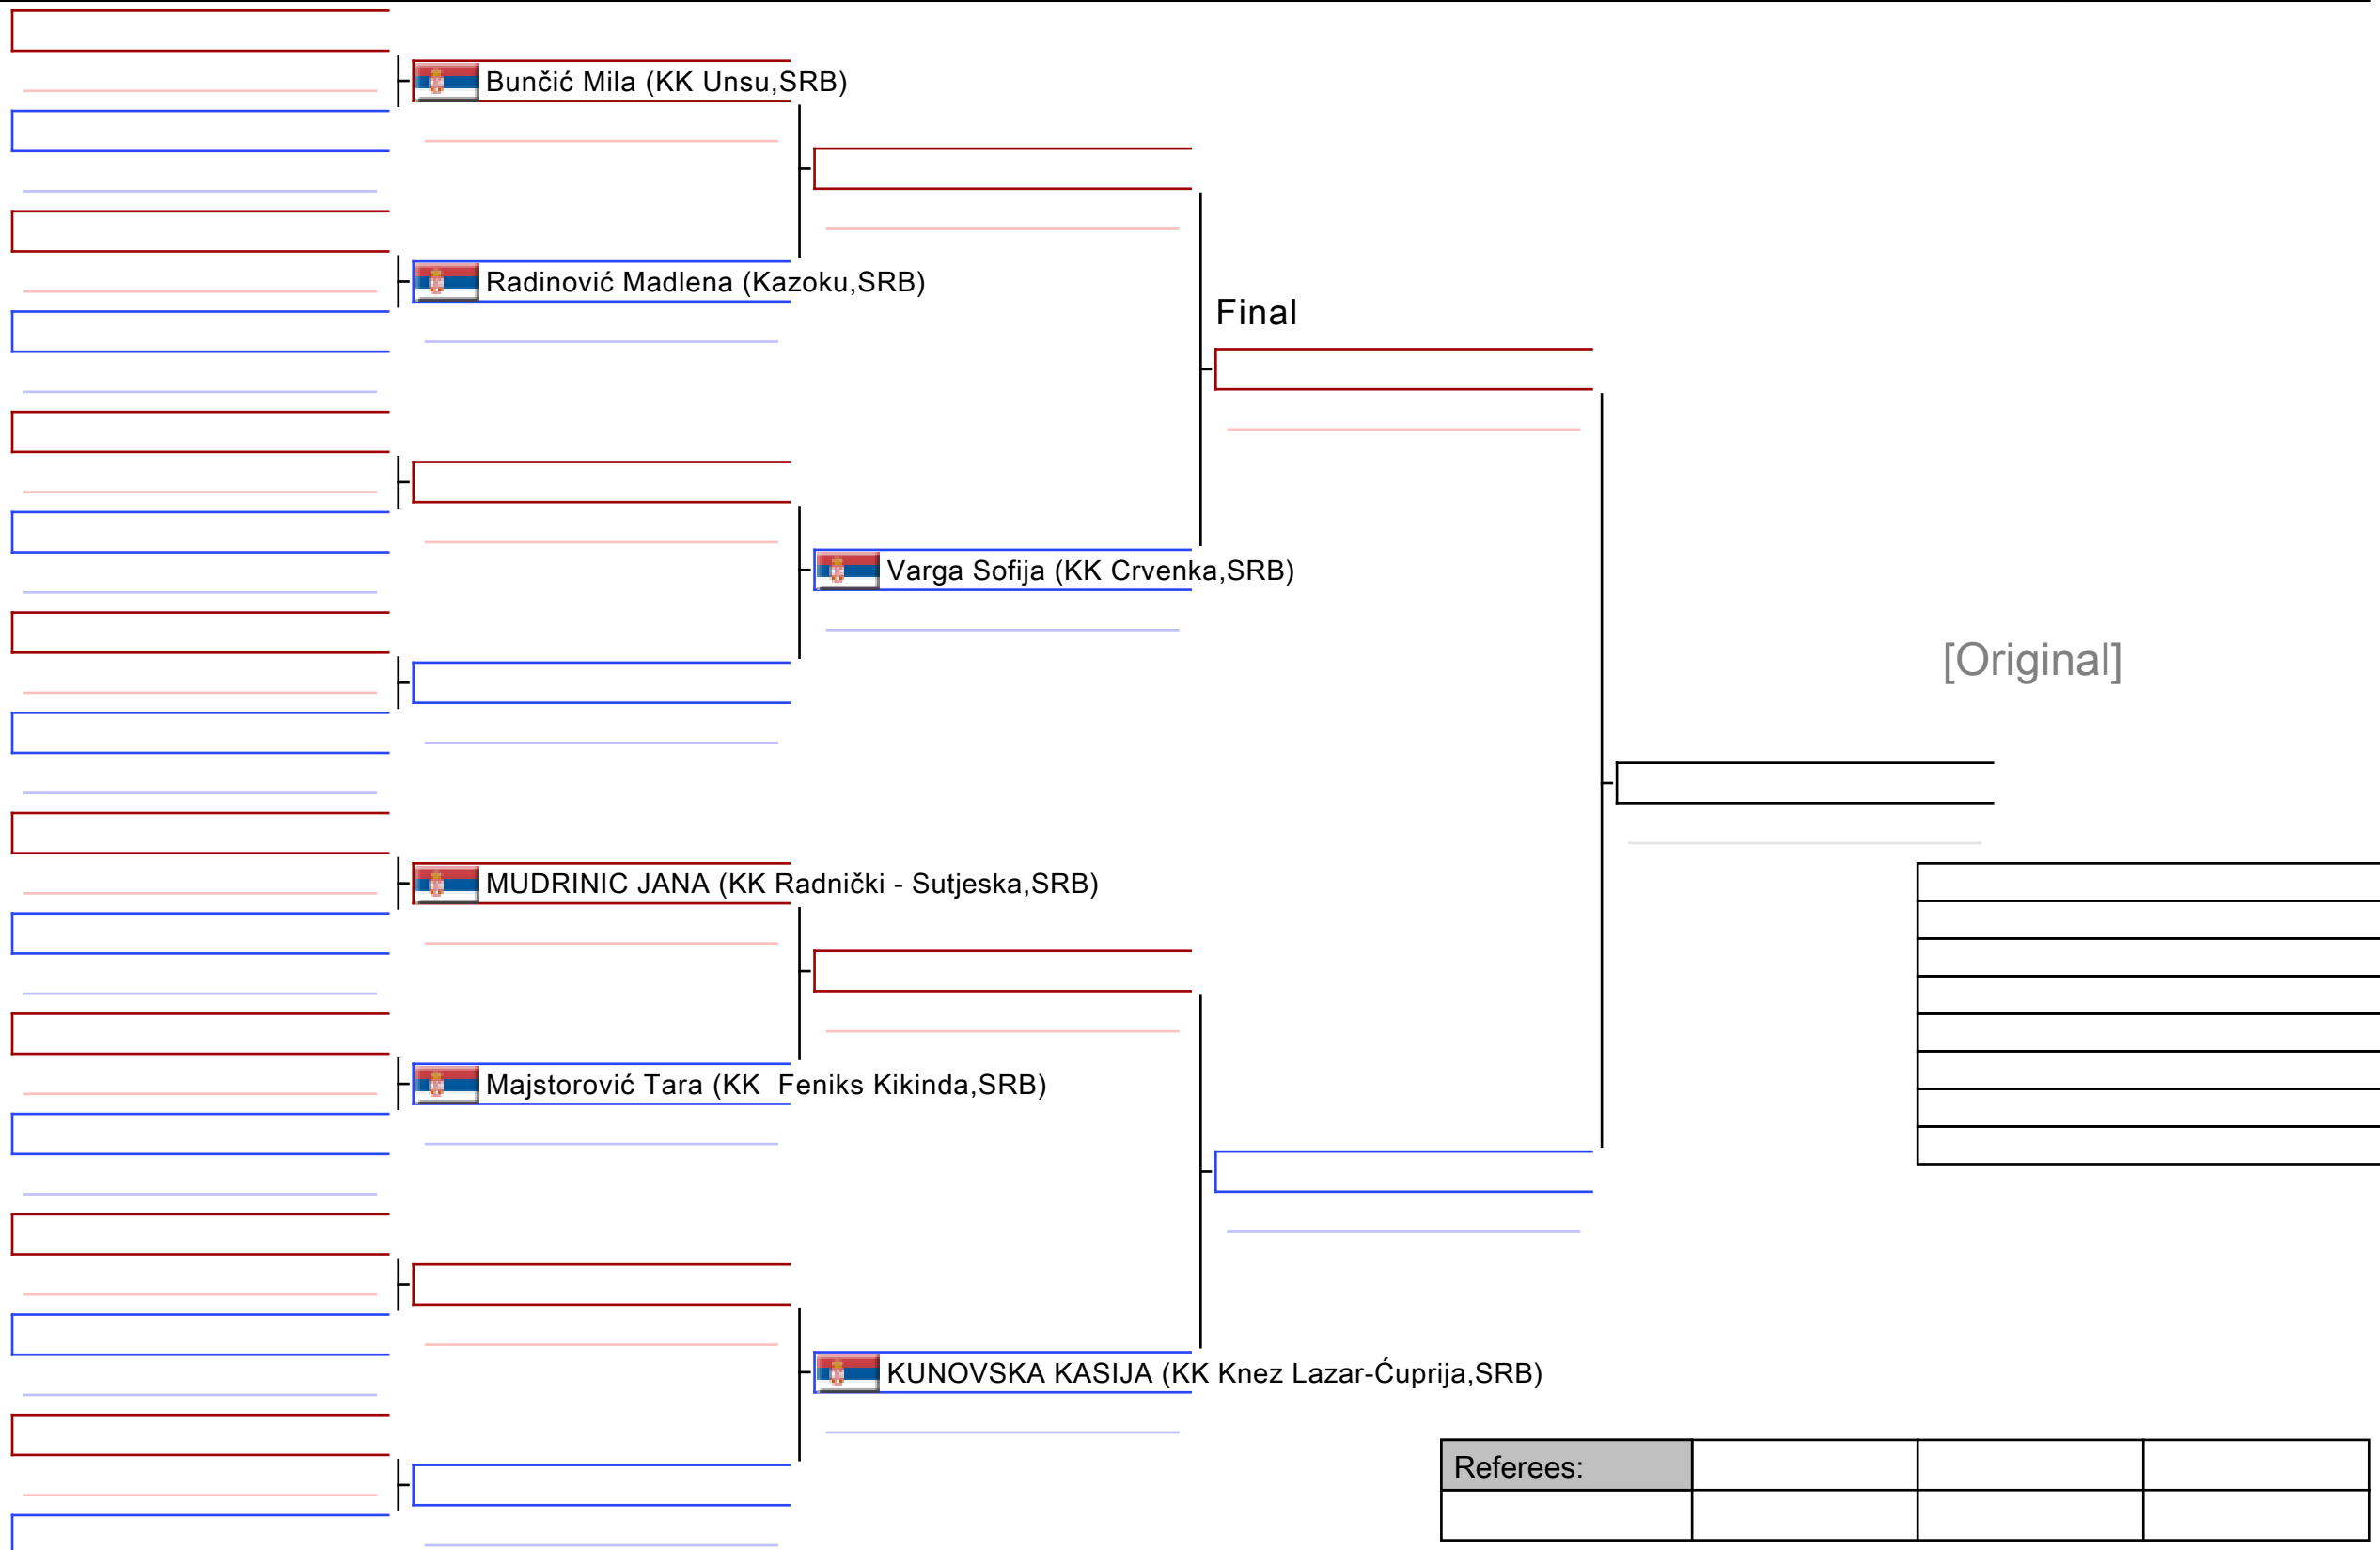 Bunčić Mila (KK Unsu,SRB)
Radinović Madlena (Kazoku,SRB)
Final
Varga Sofija (KK Crvenka,SRB)
[Original]
MUDRINIC JANA (KK Radnički - Sutjeska,SRB)
Majstorović Tara (KK  Feniks Kikinda,SRB)
KUNOVSKA KASIJA (KK Knez Lazar-Ćuprija,SRB)
Referees: